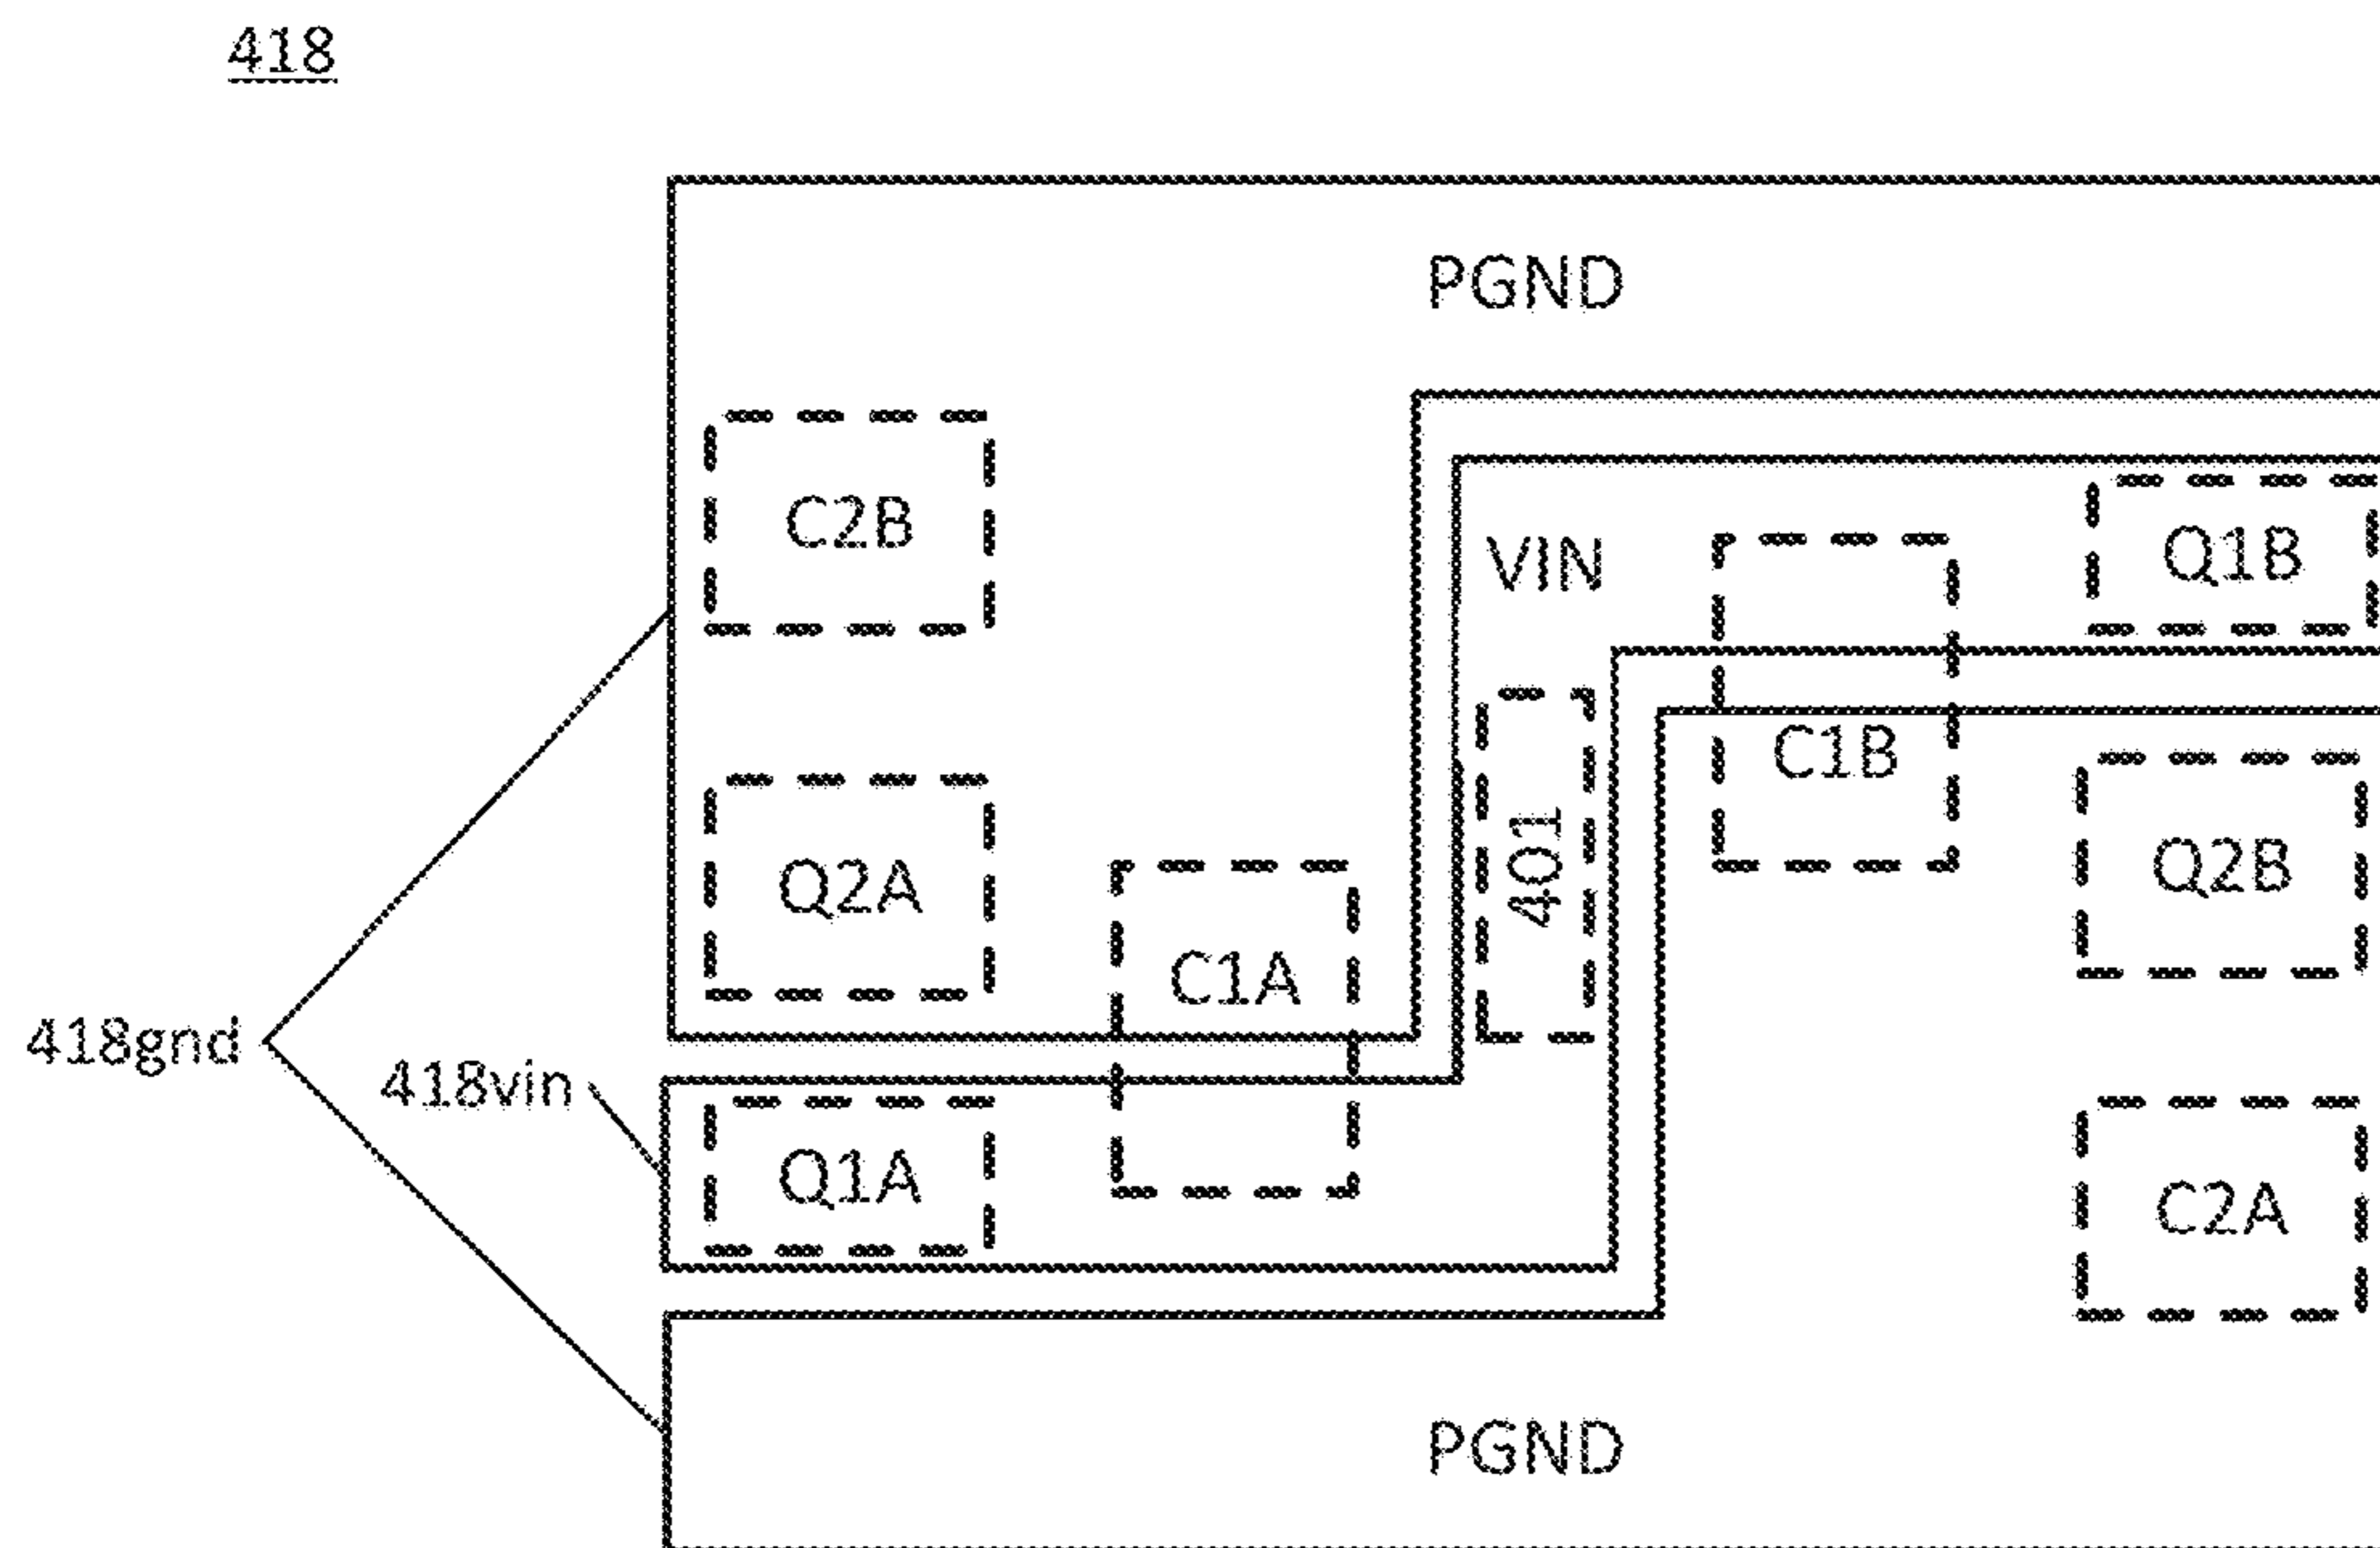 418
PGND
C2B
VIN
Q1B
C1B
401
Q2A
Q2B
C1A
418gnd
418vin
Q1A
C2A
PGND